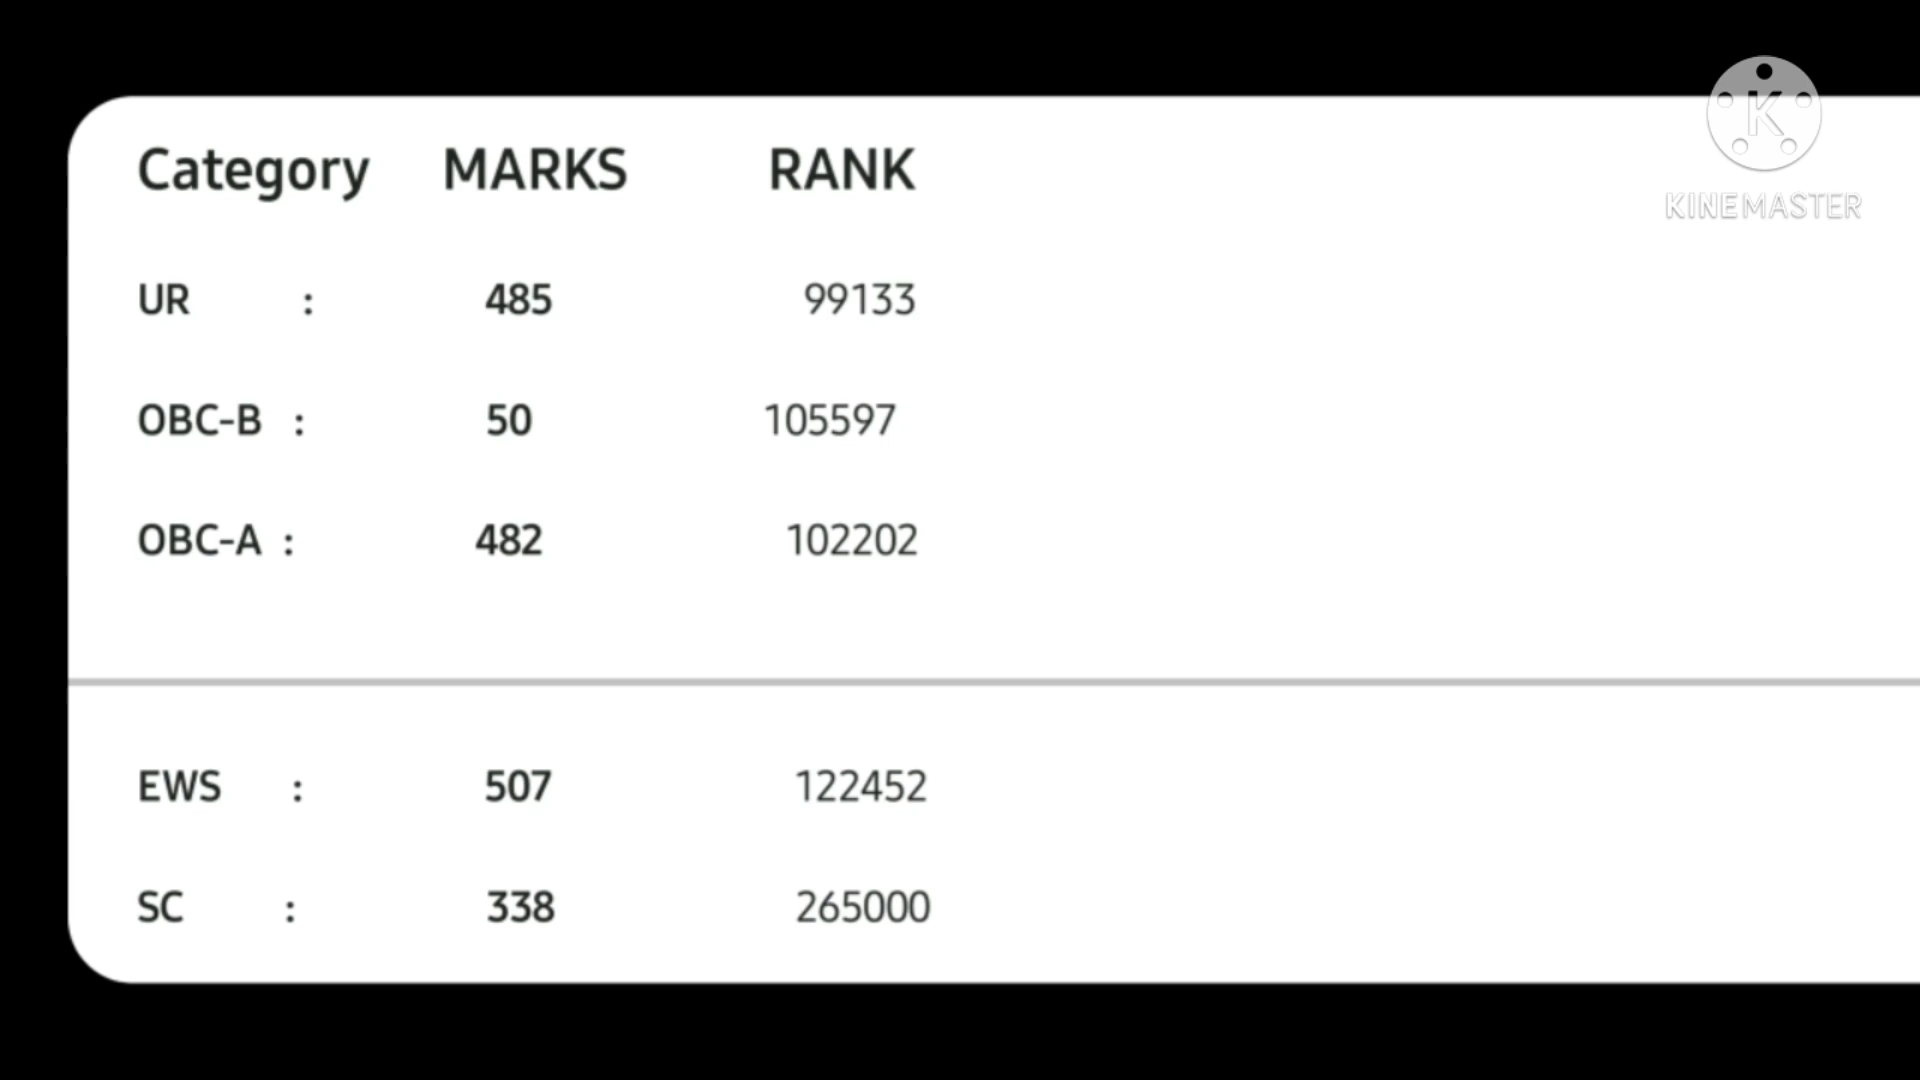 Category MARKS RANK
K
KINEMASTER
UR : 485 99133
OBC-B : 50 105597
OBC-A : 482 102202
EWS : 507 122452
SC : 338 265000